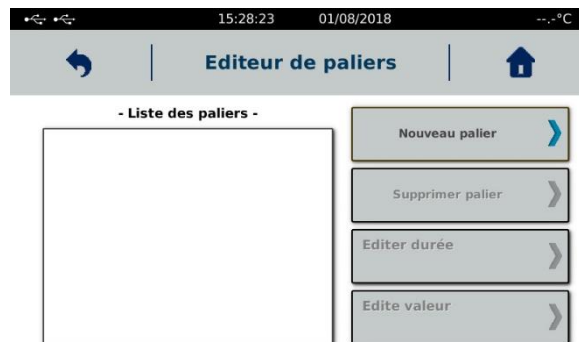 15:28:23 01/08/2018 --.-°C
Editeur de paliers
- Liste des paliers -
Nouveau palier
Supprimer palier
Editer durée
Edite valeur